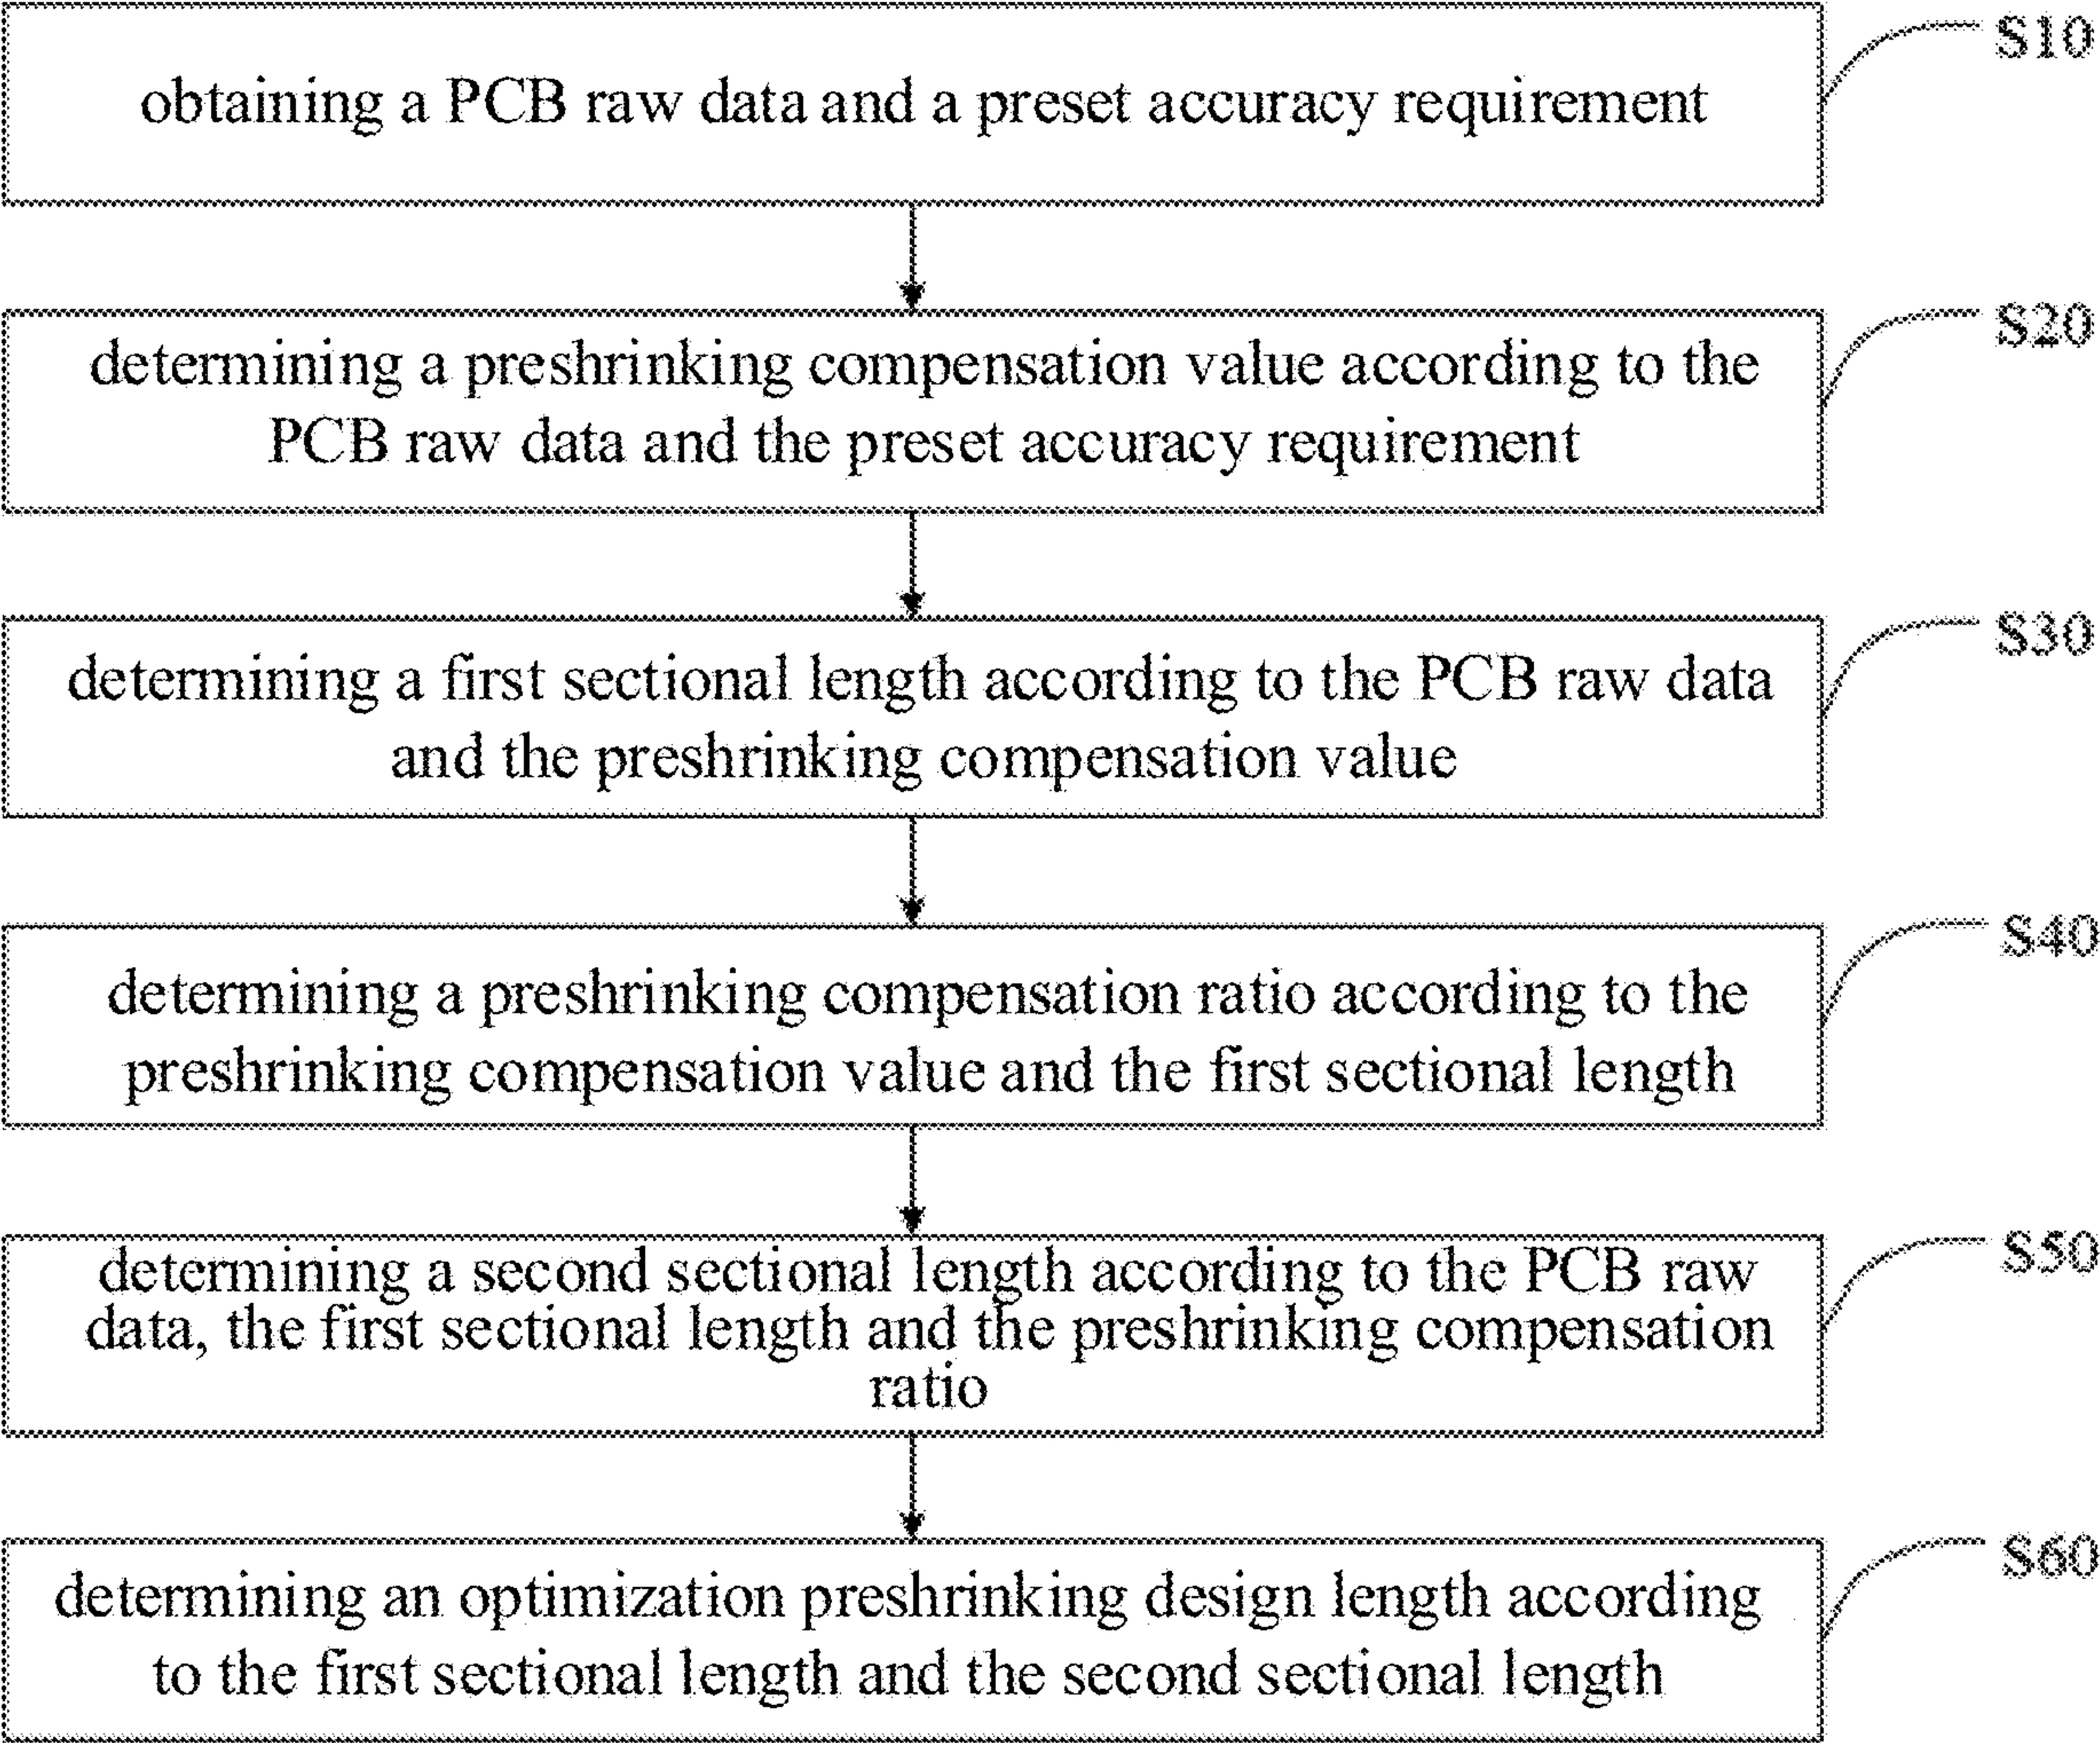 obtaining a PCB raw data and a preset accuracy requirement
S10
determining a preshrinking compensation value according to the
PCB raw data and the preset accuracy requirement
S20
determining a first sectional length according to the PCB raw data
and the preshrinking compensation value
S30
determining a preshrinking compensation ratio according to the
preshrinking compensation value and the first sectional length
S40
determining a second sectional length according to the PCB raw
data, the first sectional length and the preshrinking compensation
ratio
S50
determining an optimization preshrinking design length according
to the first sectional length and the second sectional length
S60